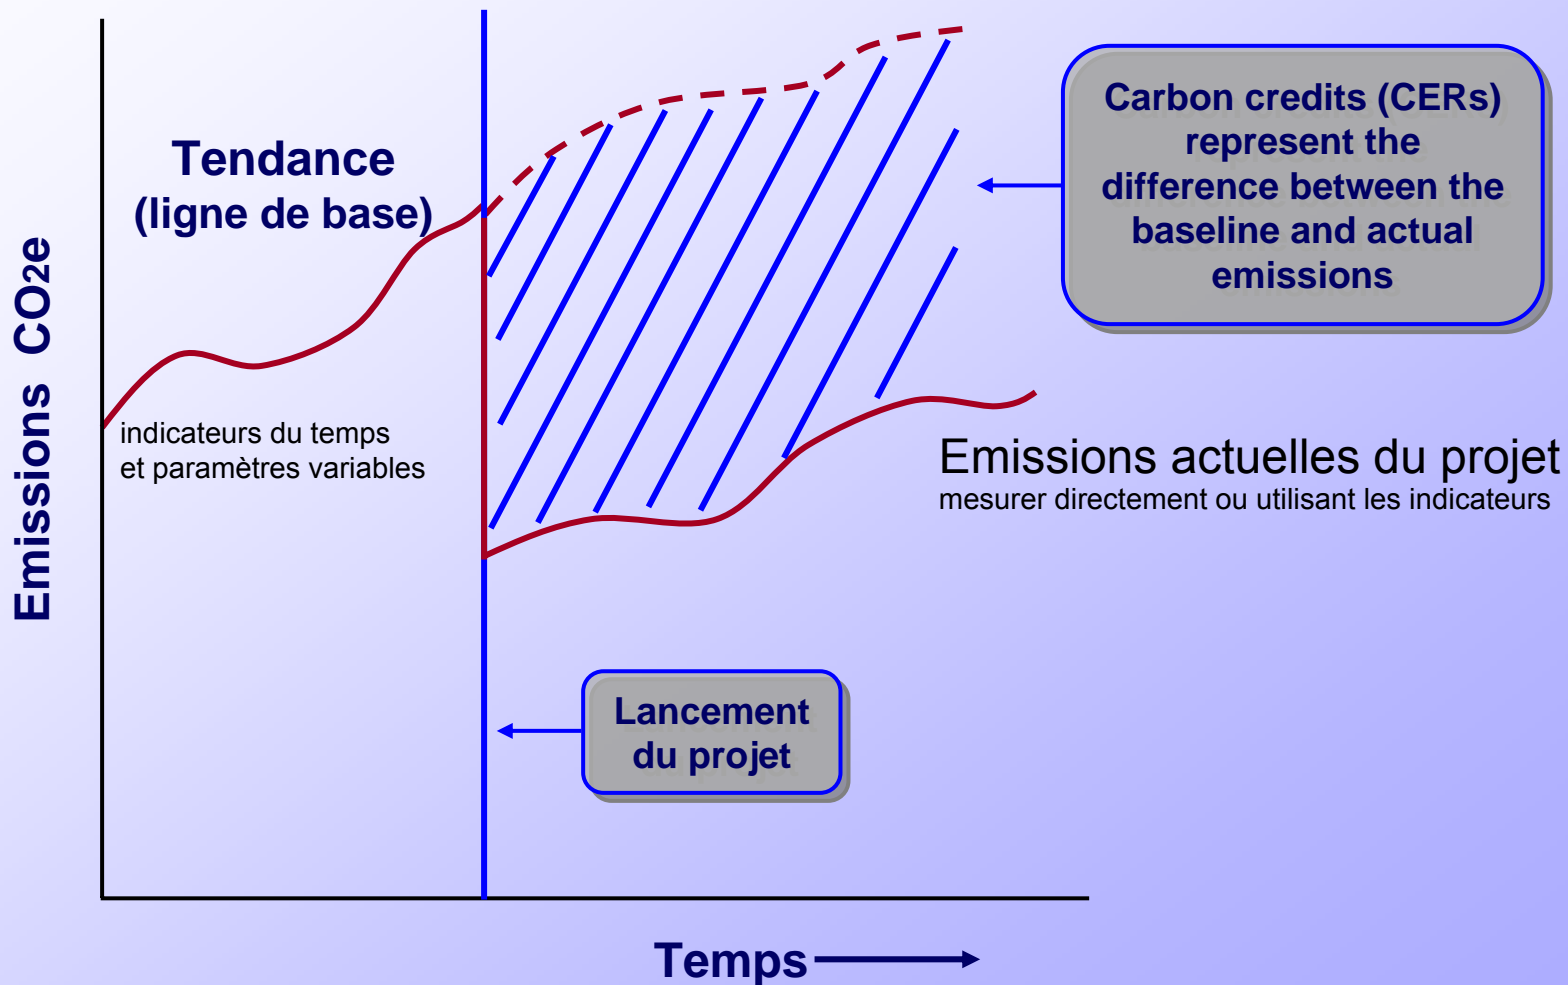 Emissions CO2e
Tendance
(ligne de base)
indicateurs du temps
et paramètres variables
Carbon credits (CERs)
represent the
difference between the
baseline and actual
emissions
Emissions actuelles du projet
mesurer directement ou utilisant les indicateurs
Lancement
du projet
Temps